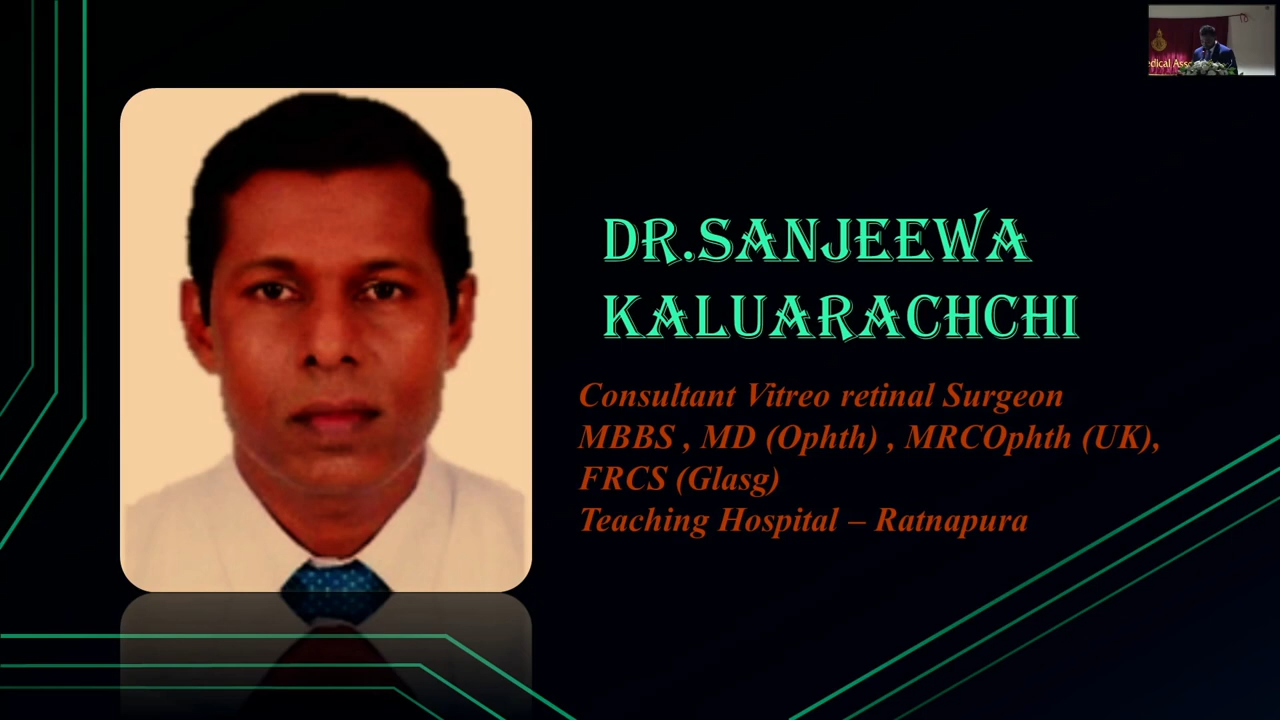 DR.SANJEEWA
KALUARACHCHI
Consultant Vitreo retinal Surgeon
MBBS , MD (Ophth) , MRCOphth (UK),
FRCS (Glasg)
Teaching Hospital – Ratnapura